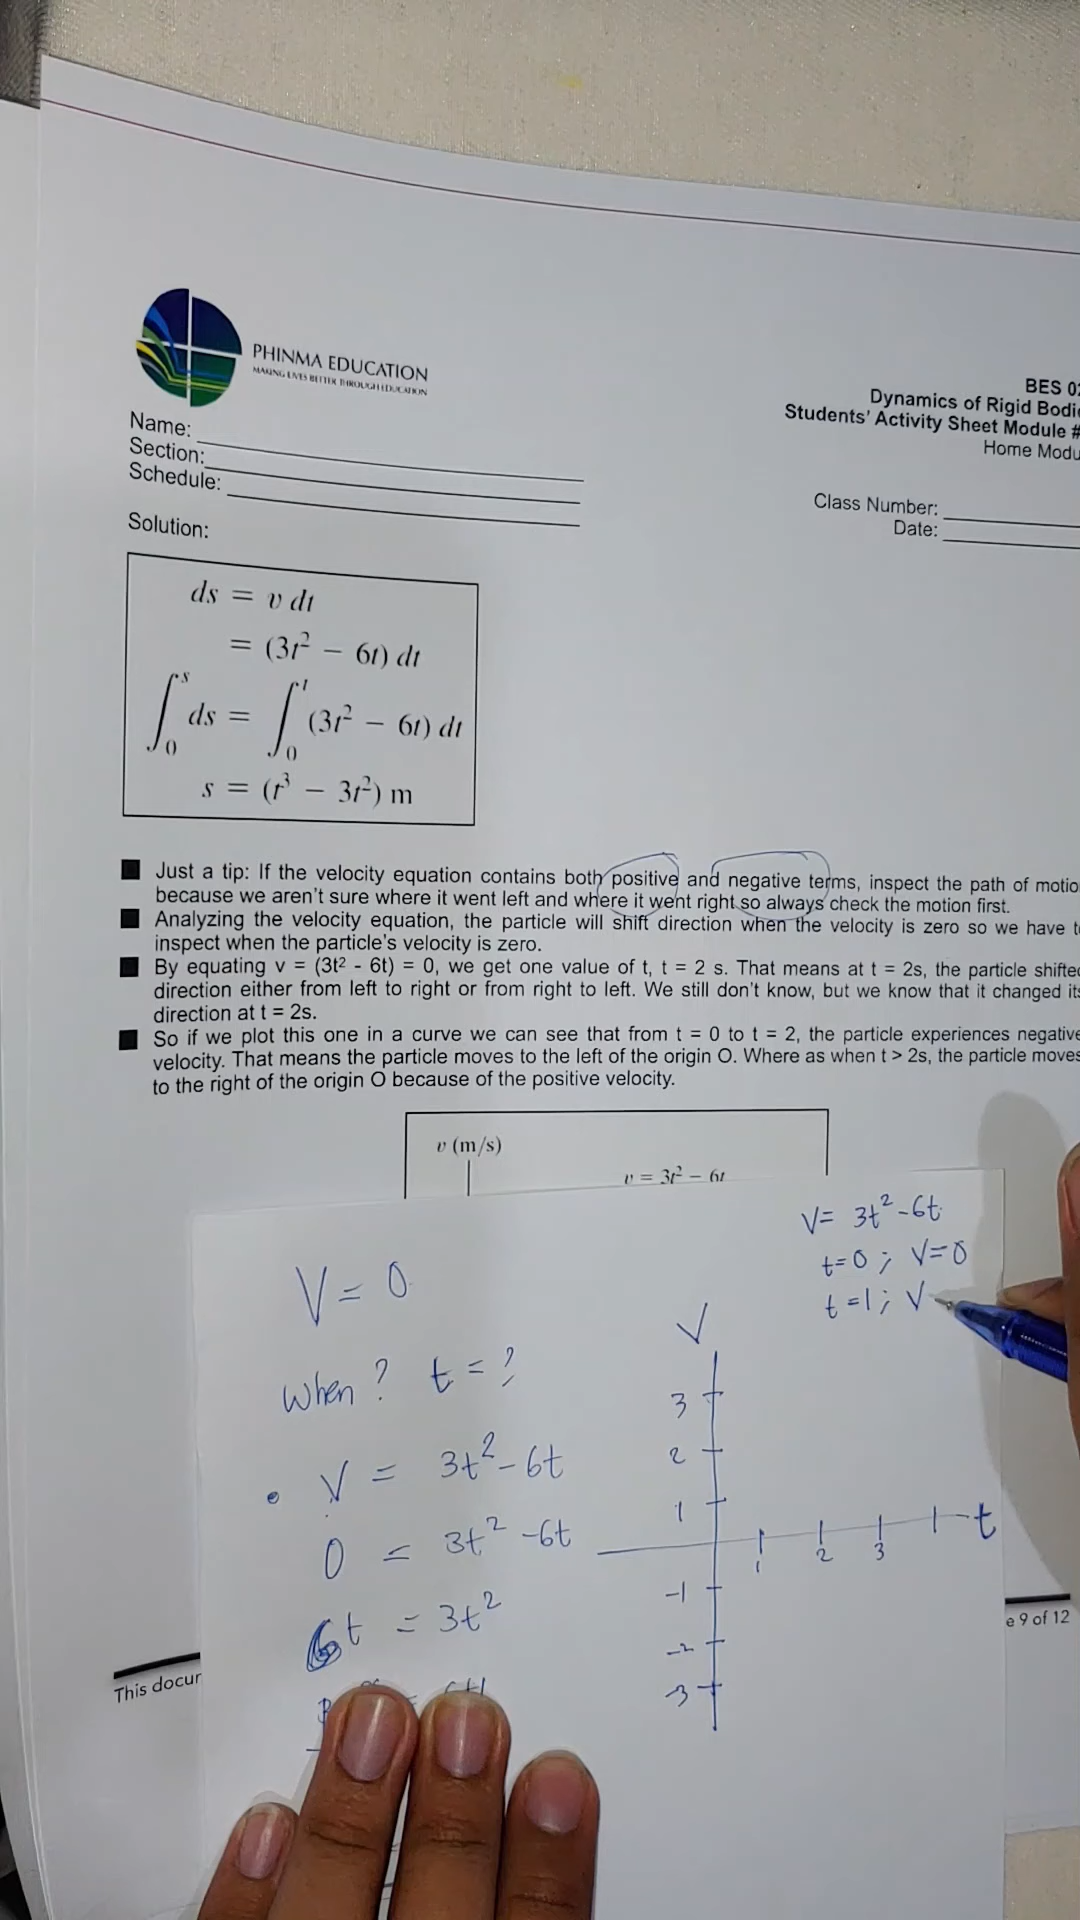 PHINMA EDUCATION
MAKING LIVES BETTER THROUGH EDUCATION
BES 02
Dynamics of Rigid Bodie
Students' Activity Sheet Module #
Home Modu
Name:
Section:
Schedule:
Class Number:
Date:
Solution:
ds = v dt
= (3t² − 6t) dt
∫₀ˢ ds = ∫₀ᵗ (3t² − 6t) dt
s = (t³ − 3t²) m
■ Just a tip: If the velocity equation contains both positive and negative terms, inspect the path of motio
because we aren't sure where it went left and where it went right so always check the motion first.
■ Analyzing the velocity equation, the particle will shift direction when the velocity is zero so we have t
inspect when the particle's velocity is zero.
■ By equating v = (3t² - 6t) = 0, we get one value of t, t = 2 s. That means at t = 2s, the particle shifted
direction either from left to right or from right to left. We still don't know, but we know that it changed its
direction at t = 2s.
■ So if we plot this one in a curve we can see that from t = 0 to t = 2, the particle experiences negative
velocity. That means the particle moves to the left of the origin O. Where as when t > 2s, the particle moves
to the right of the origin O because of the positive velocity.
v (m/s)
v = 3t² − 6t
V = 0
When? t = ?
• V = 3t² - 6t
0 = 3t² - 6t
6t = 3t²
V= 3t² - 6t
t=0 ; V=0
t=1 ; V
V
3
2
1
-1
-2
-3
1 2 3
t
e 9 of 12
This docur